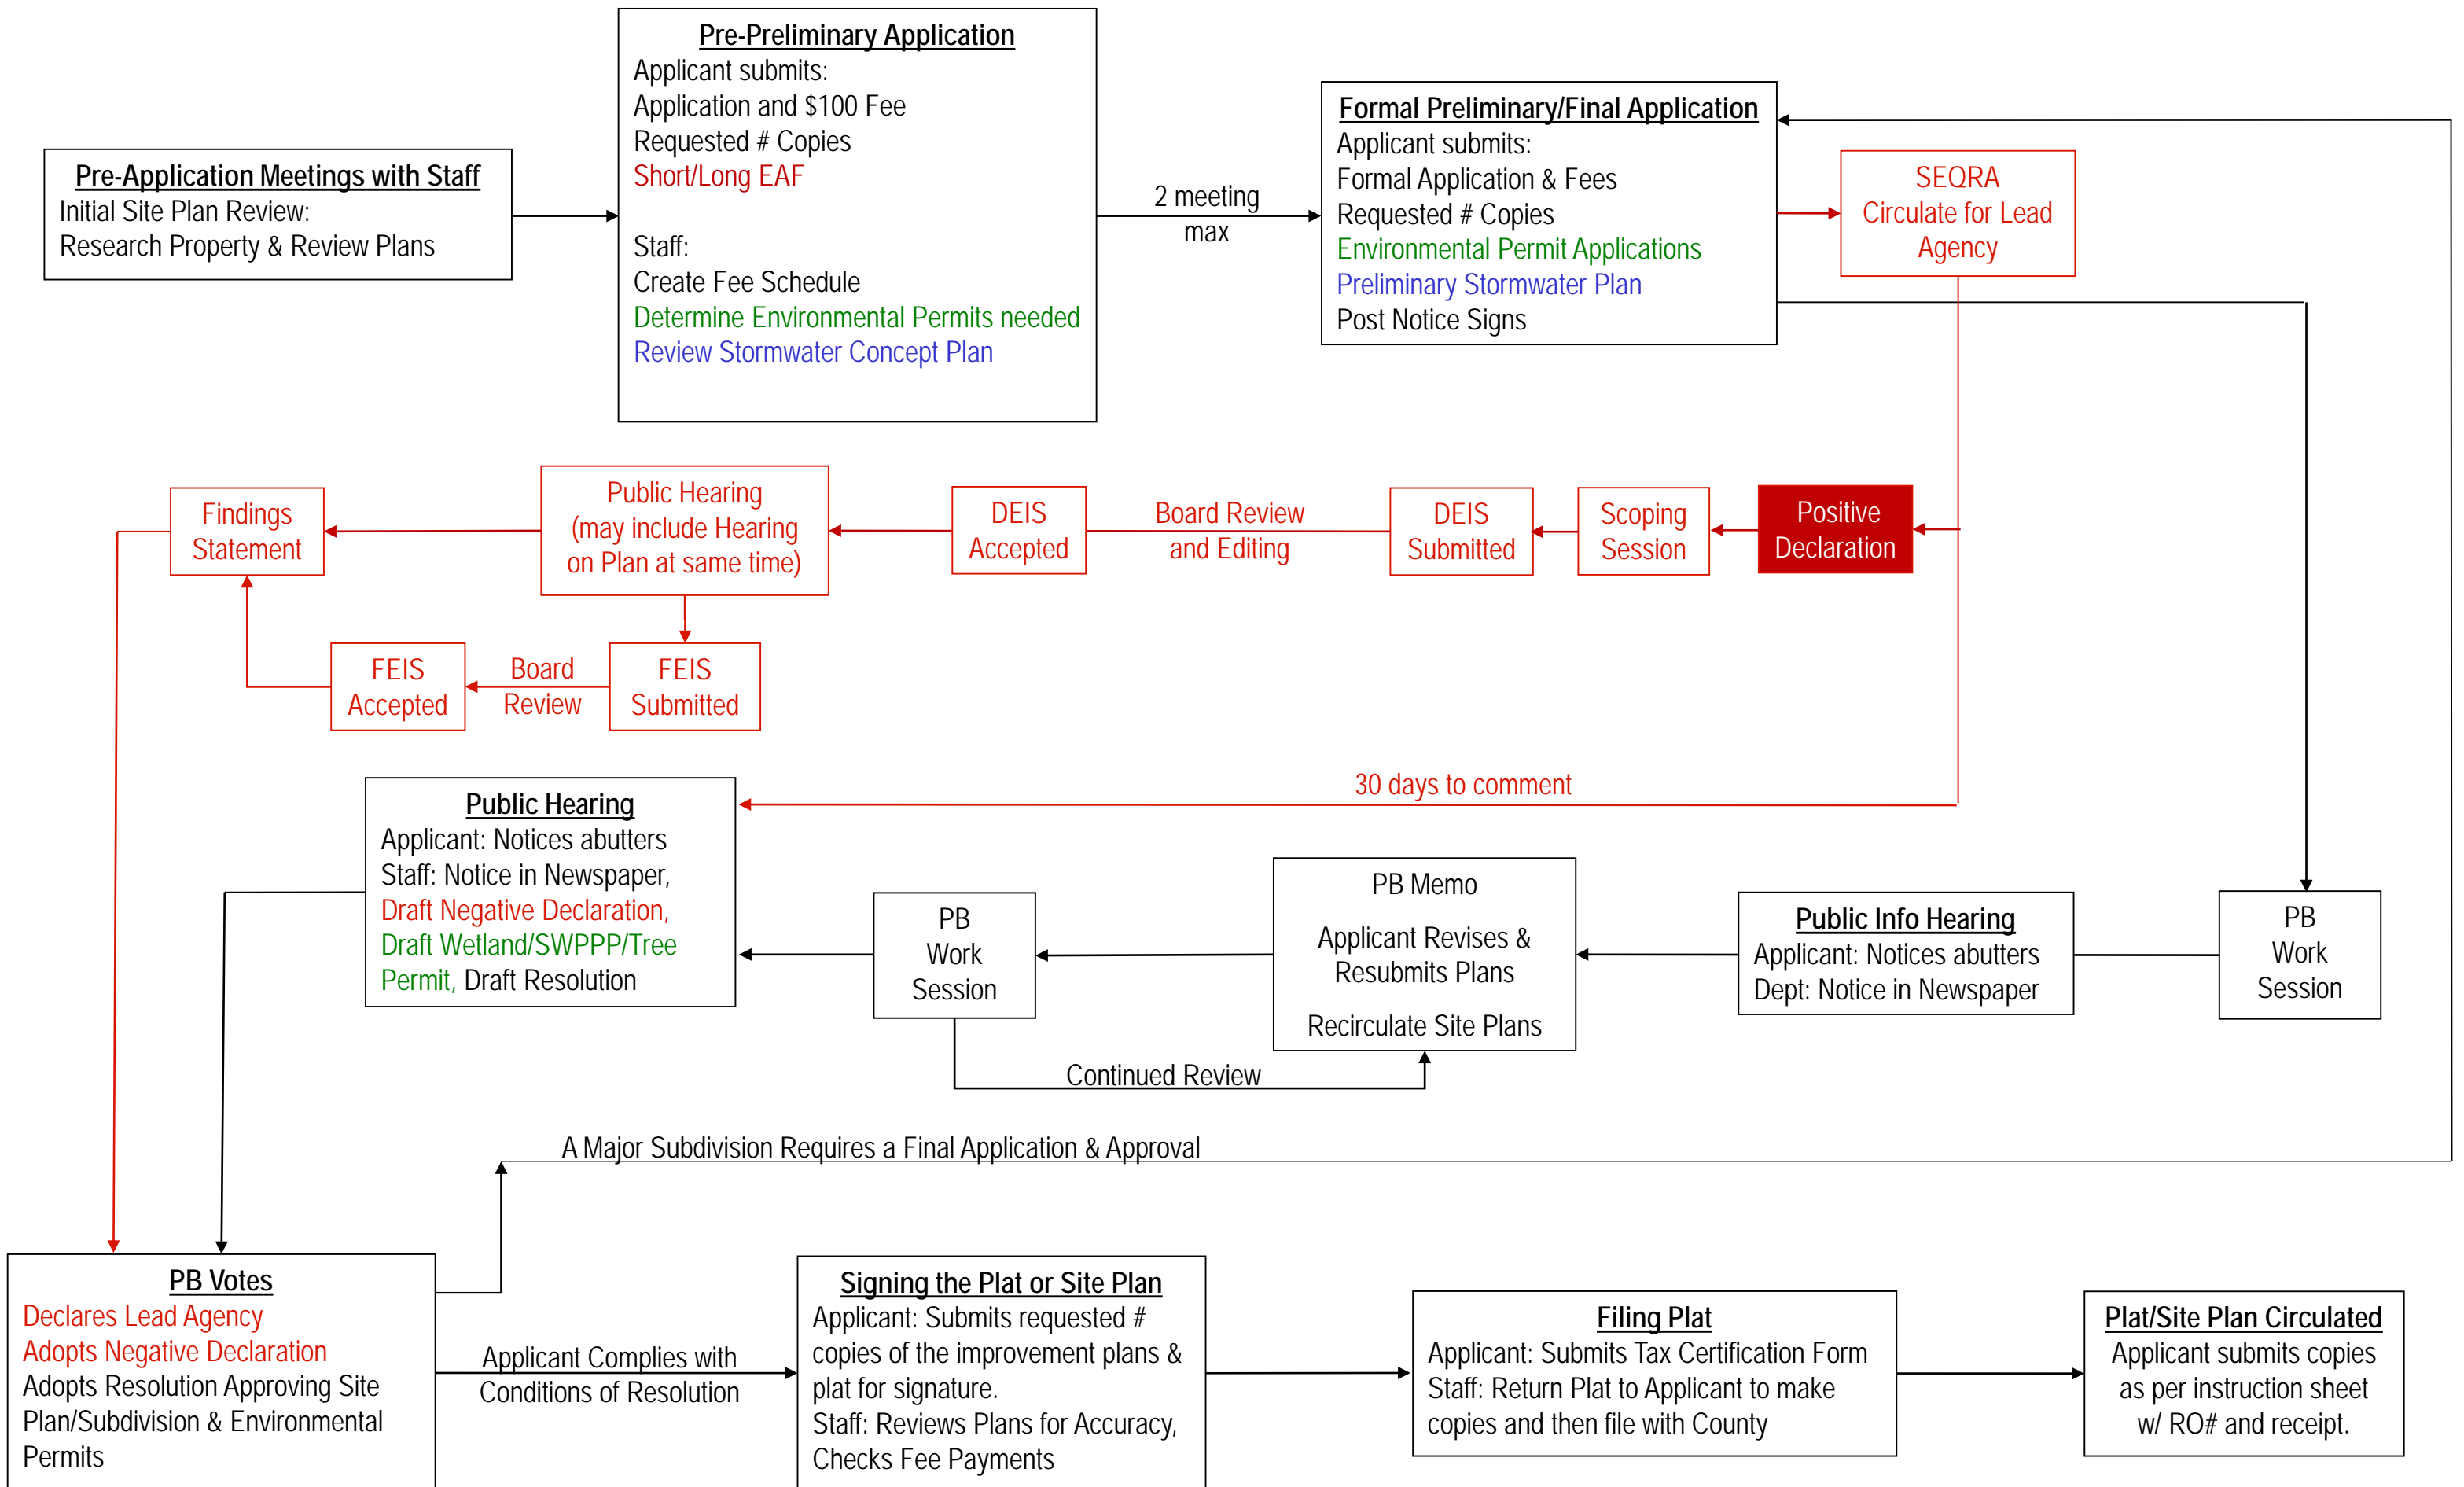 Pre-Application Meetings with Staff
Initial Site Plan Review:
Research Property & Review Plans
Pre-Preliminary Application
Applicant submits:
Application and $100 Fee
Requested # Copies
Short/Long EAF
Staff:
Create Fee Schedule
Determine Environmental Permits needed
Review Stormwater Concept Plan
2 meeting
max
Formal Preliminary/Final Application
Applicant submits:
Formal Application & Fees
Requested # Copies
Environmental Permit Applications
Preliminary Stormwater Plan
Post Notice Signs
SEQRA
Circulate for Lead
Agency
Positive
Declaration
Scoping
Session
DEIS
Submitted
Board Review
and Editing
DEIS
Accepted
Public Hearing
(may include Hearing
on Plan at same time)
Findings
Statement
FEIS
Submitted
Board
Review
FEIS
Accepted
30 days to comment
PB
Work
Session
Public Info Hearing
Applicant: Notices abutters
Dept: Notice in Newspaper
PB Memo
Applicant Revises &
Resubmits Plans
Recirculate Site Plans
PB
Work
Session
Continued Review
Public Hearing
Applicant: Notices abutters
Staff: Notice in Newspaper,
Draft Negative Declaration,
Draft Wetland/SWPPP/Tree
Permit, Draft Resolution
A Major Subdivision Requires a Final Application & Approval
PB Votes
Declares Lead Agency
Adopts Negative Declaration
Adopts Resolution Approving Site
Plan/Subdivision & Environmental
Permits
Applicant Complies with
Conditions of Resolution
Signing the Plat or Site Plan
Applicant: Submits requested #
copies of the improvement plans &
plat for signature.
Staff: Reviews Plans for Accuracy,
Checks Fee Payments
Filing Plat
Applicant: Submits Tax Certification Form
Staff: Return Plat to Applicant to make
copies and then file with County
Plat/Site Plan Circulated
Applicant submits copies
as per instruction sheet
w/ RO# and receipt.